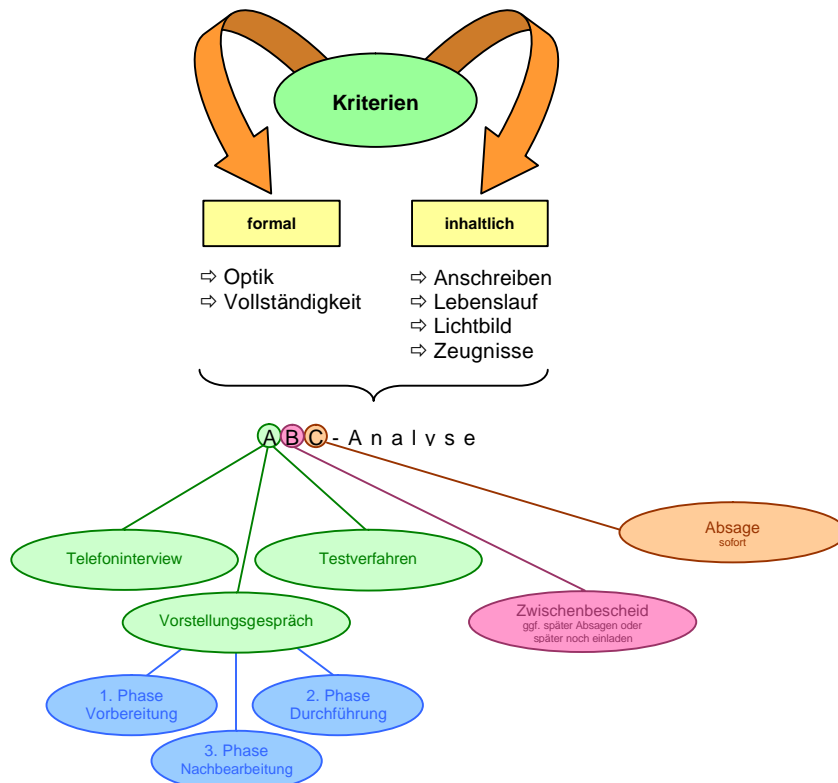 Kriterien
formal
inhaltlich
⇨ Optik
⇨ Vollständigkeit
⇨ Anschreiben
⇨ Lebenslauf
⇨ Lichtbild
⇨ Zeugnisse
A B C - A n a l y s e
Absage
sofort
Telefoninterview
Testverfahren
Zwischenbescheid
ggf. später Absagen oder
später noch einladen
Vorstellungsgespräch
1. Phase
Vorbereitung
2. Phase
Durchführung
3. Phase
Nachbearbeitung